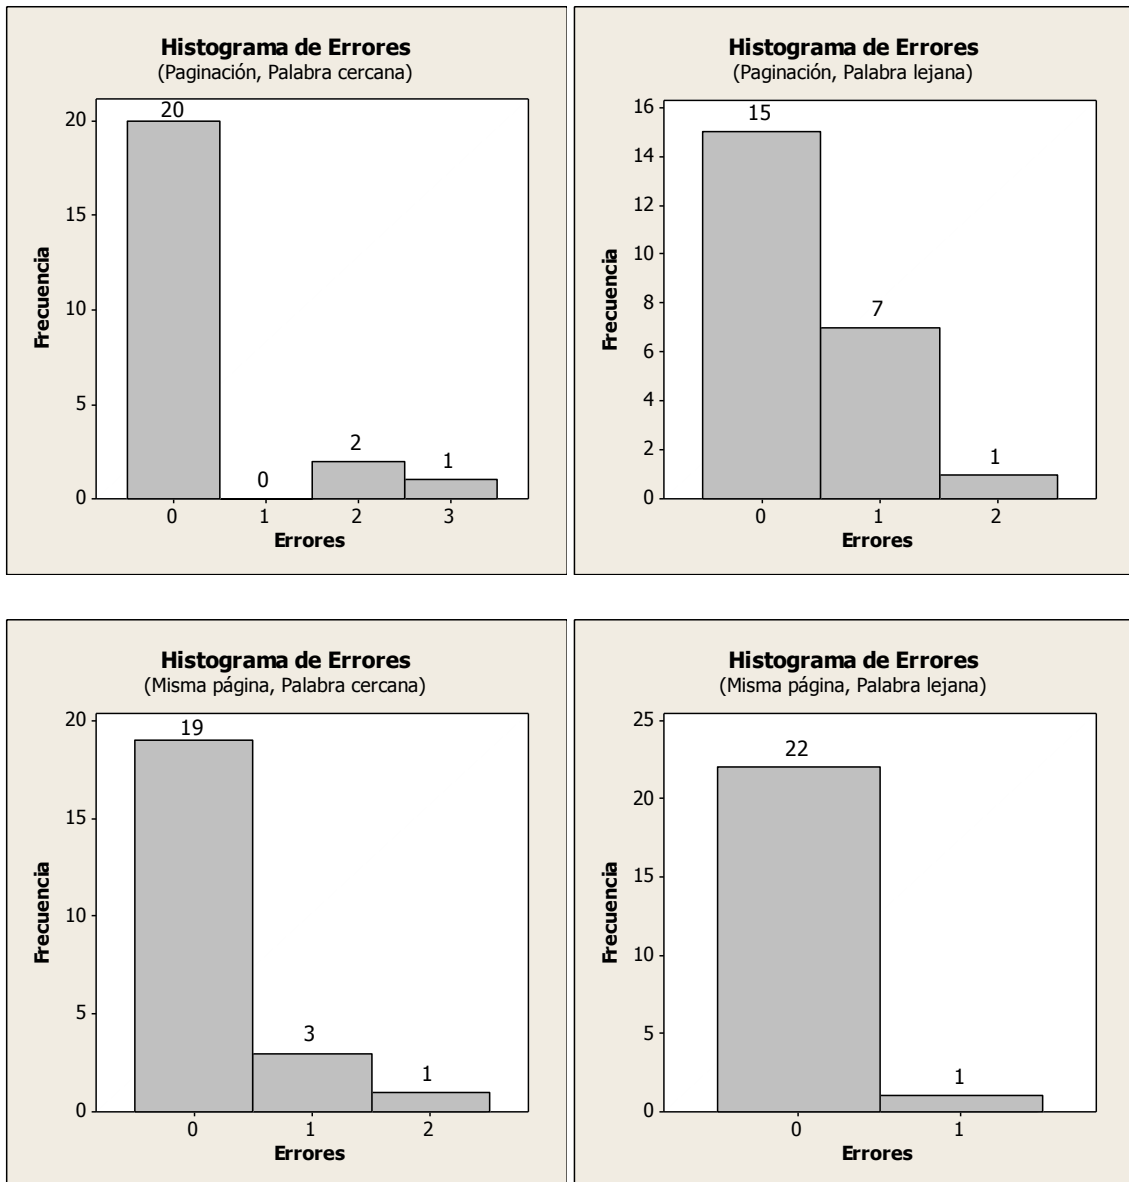 Histograma de Errores
(Paginación, Palabra cercana)
20
15
10
5
0
Frecuencia
20
0
2
1
0 1 2 3
Errores
Histograma de Errores
(Paginación, Palabra lejana)
16
14
12
10
8
6
4
2
0
Frecuencia
15
7
1
0 1 2
Errores
Histograma de Errores
(Misma página, Palabra cercana)
20
15
10
5
0
Frecuencia
19
3
1
0 1 2
Errores
Histograma de Errores
(Misma página, Palabra lejana)
25
20
15
10
5
0
Frecuencia
22
1
0 1
Errores